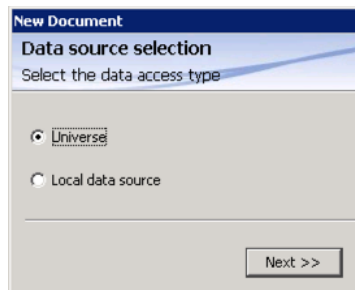 New Document
Data source selection
Select the data access type
Universe
Local data source
Next >>